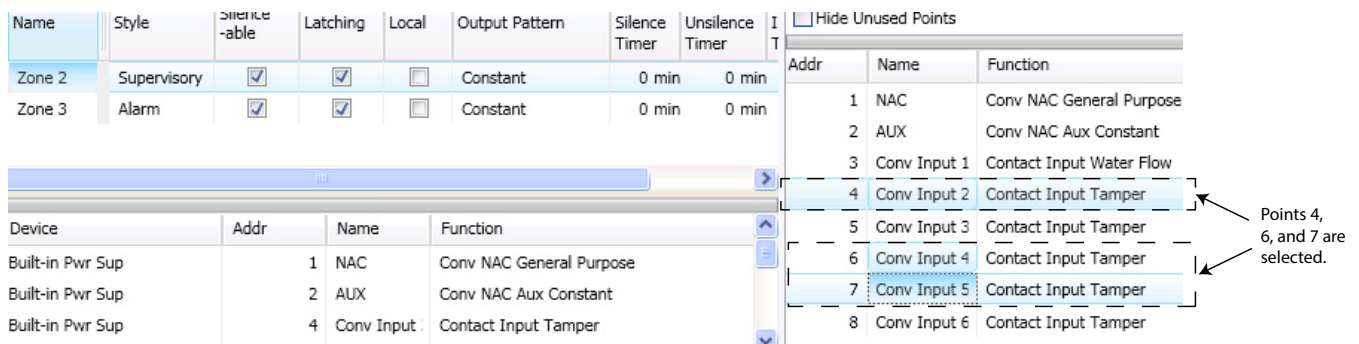 Name Style Silence -able Latching Local Output Pattern Silence Timer Unsilence Timer
Zone 2 Supervisory Constant 0 min 0 min
Zone 3 Alarm Constant 0 min 0 min
Device Addr Name Function
Built-in Pwr Sup 1 NAC Conv NAC General Purpose
Built-in Pwr Sup 2 AUX Conv NAC Aux Constant
Built-in Pwr Sup 4 Conv Input Contact Input Tamper
Hide Unused Points
Addr Name Function
1 NAC Conv NAC General Purpose
2 AUX Conv NAC Aux Constant
3 Conv Input 1 Contact Input Water Flow
4 Conv Input 2 Contact Input Tamper
5 Conv Input 3 Contact Input Tamper
6 Conv Input 4 Contact Input Tamper
7 Conv Input 5 Contact Input Tamper
8 Conv Input 6 Contact Input Tamper
Points 4,
6, and 7 are
selected.